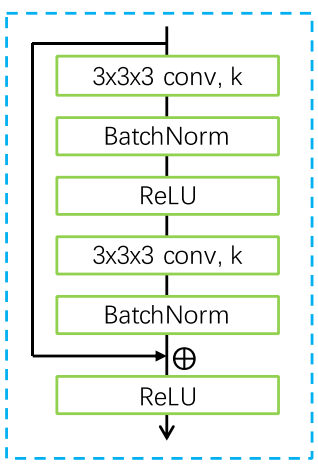 3x3x3 conv, k
BatchNorm
ReLU
3x3x3 conv, k
BatchNorm
ReLU